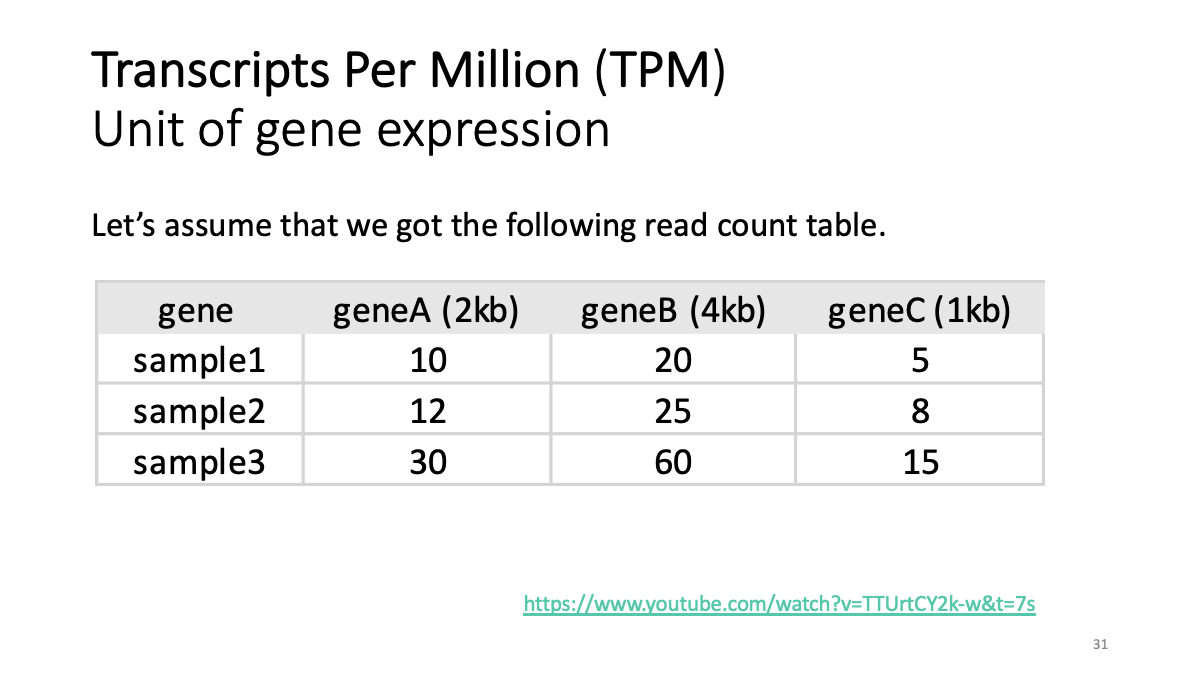 Transcripts Per Million (TPM)
Unit of gene expression
Let’s assume that we got the following read count table.
gene geneA (2kb) geneB (4kb) geneC (1kb)
sample1 10 20 5
sample2 12 25 8
sample3 30 60 15
https://www.youtube.com/watch?v=TTUrtCY2k-w&t=7s
31